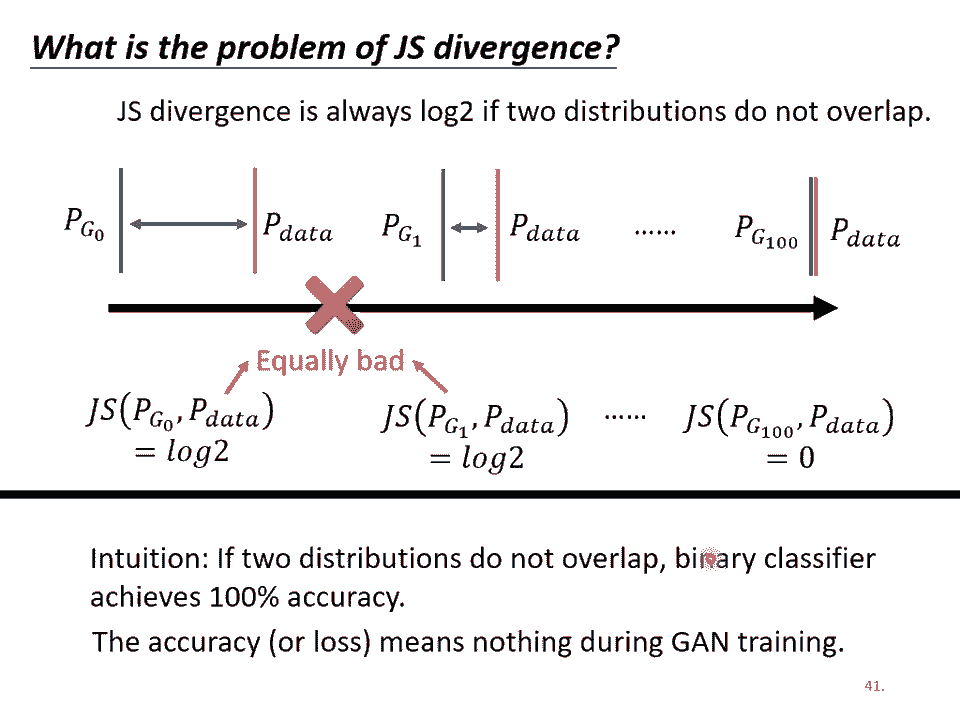 What is the problem of JS divergence?
JS divergence is always log2 if two distributions do not overlap.
P_{G_0} P_{data} P_{G_1} P_{data} …… P_{G_{100}} P_{data}
Equally bad
JS(P_{G_0}, P_{data}) JS(P_{G_1}, P_{data}) …… JS(P_{G_{100}}, P_{data})
= log2 = log2 = 0
Intuition: If two distributions do not overlap, binary classifier
achieves 100% accuracy.
The accuracy (or loss) means nothing during GAN training.
41.